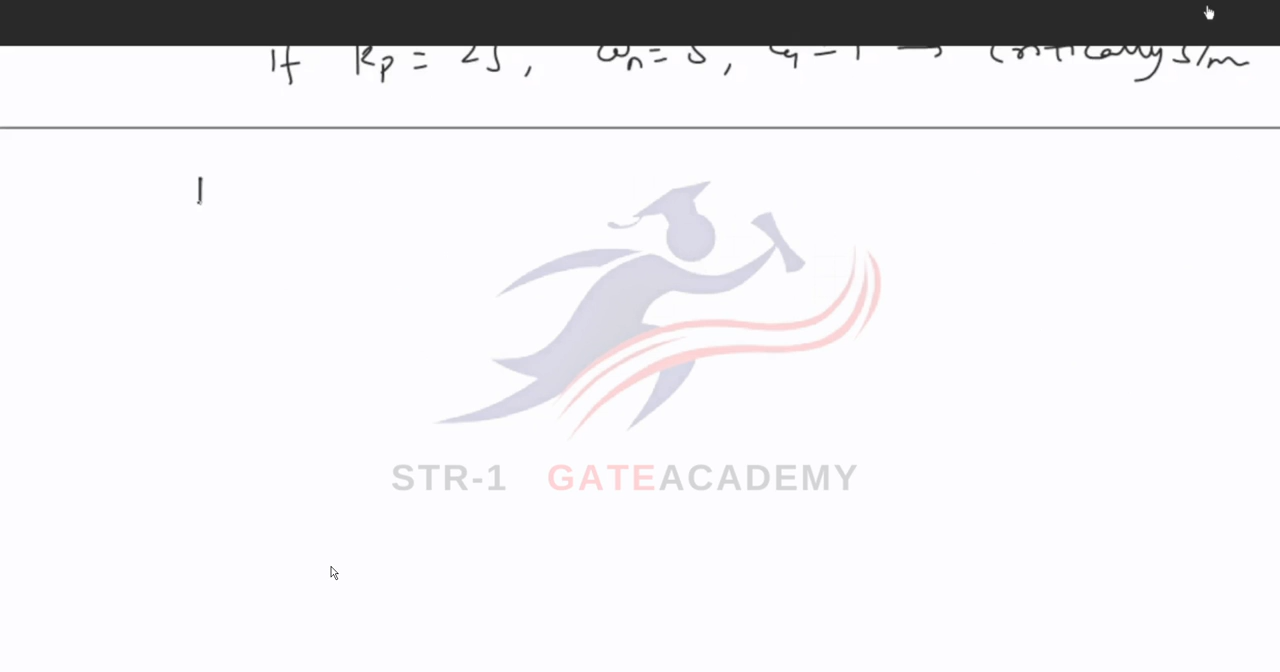 If Kp = 25, ωn = 5, ξ = 1 → Critically s/m
I
STR-1 GATEACADEMY